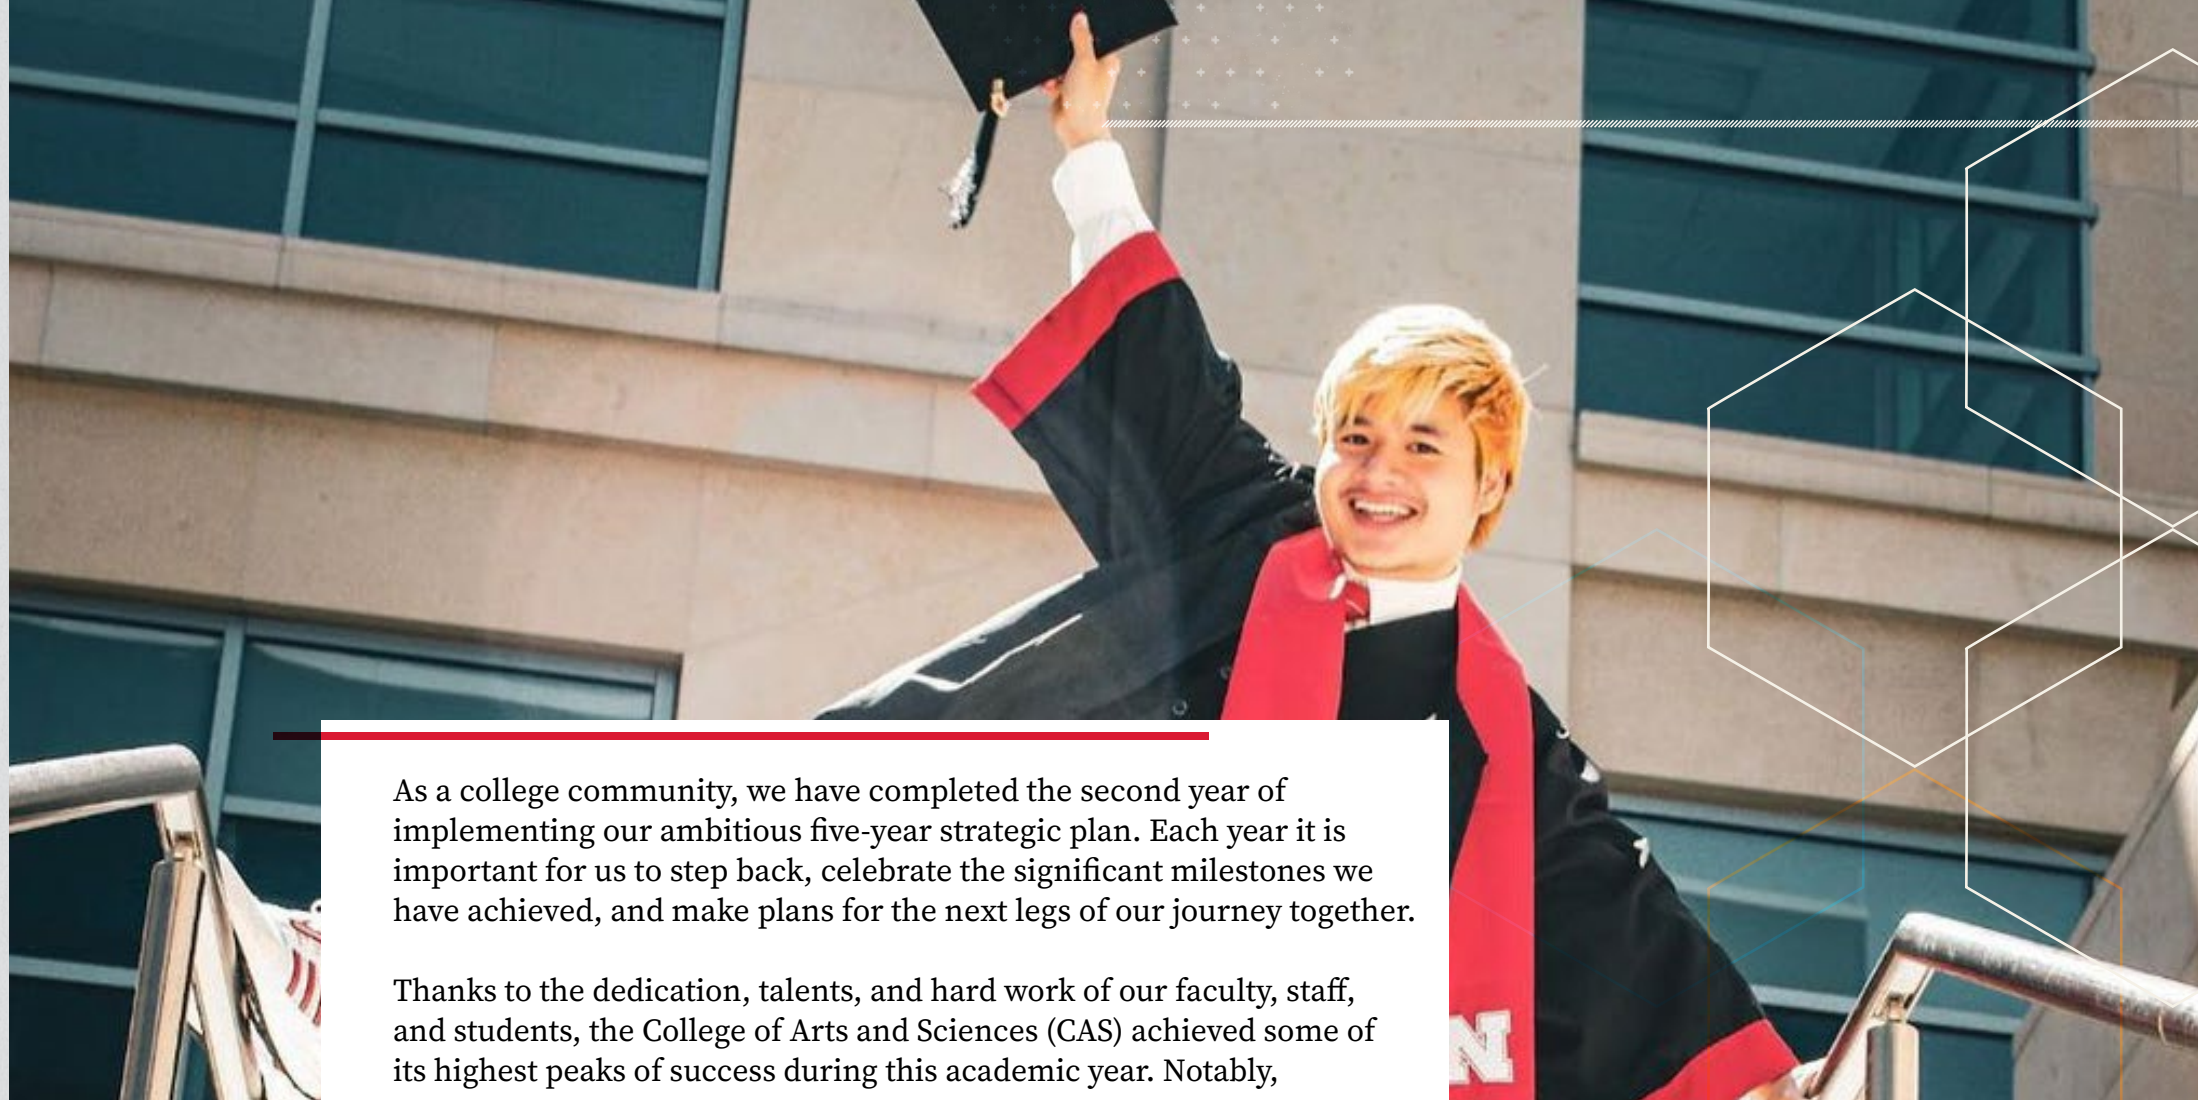 As a college community, we have completed the second year of
implementing our ambitious five-year strategic plan. Each year it is
important for us to step back, celebrate the significant milestones we
have achieved, and make plans for the next legs of our journey together.
Thanks to the dedication, talents, and hard work of our faculty, staff,
and students, the College of Arts and Sciences (CAS) achieved some of
its highest peaks of success during this academic year. Notably,
N